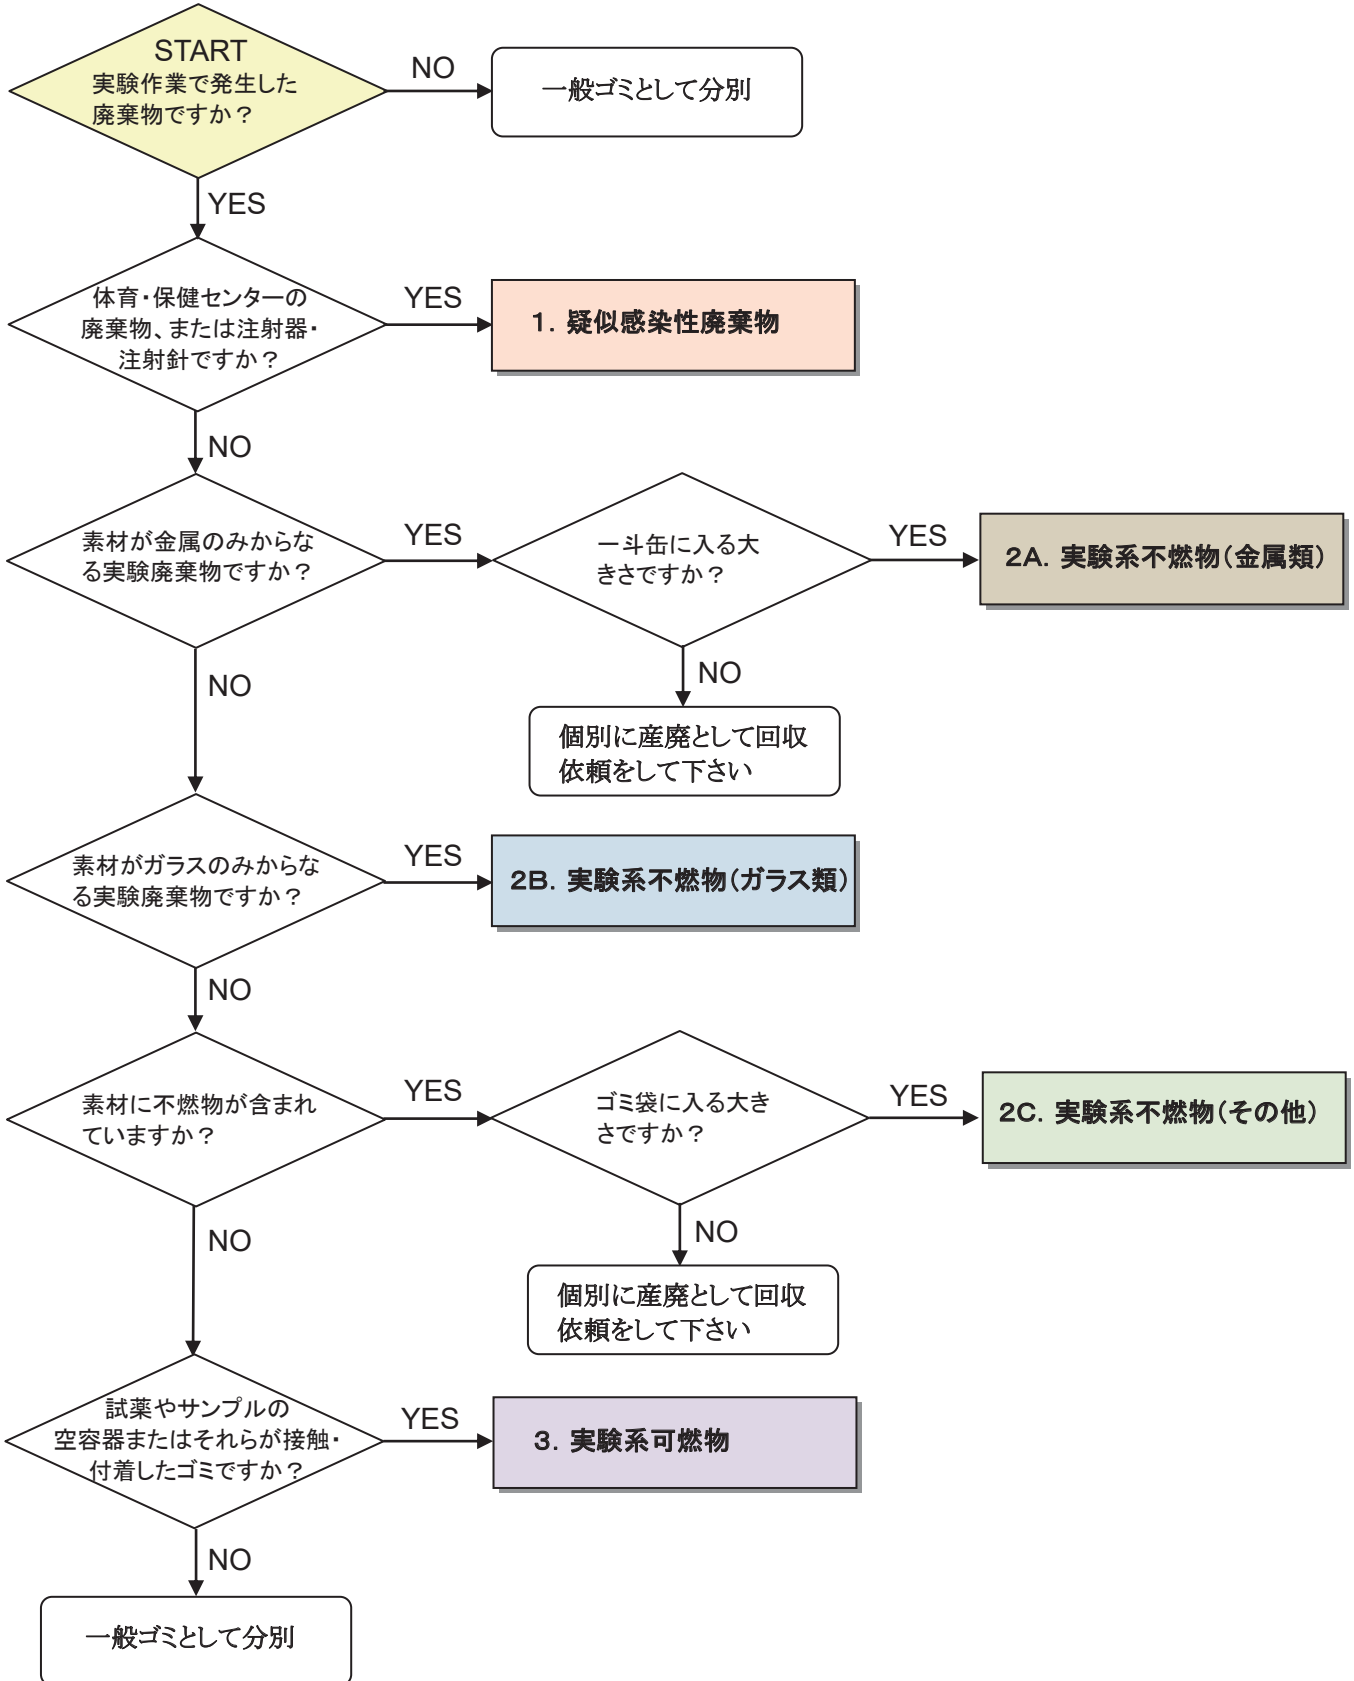 START
実験作業で発生した
廃棄物ですか？
NO
一般ゴミとして分別
YES
体育・保健センターの
廃棄物、または注射器・
注射針ですか？
YES
1．疑似感染性廃棄物
NO
素材が金属のみからな
る実験廃棄物ですか？
YES
一斗缶に入る大
きさですか？
YES
2A．実験系不燃物（金属類）
NO
個別に産廃として回収
依頼をして下さい
NO
素材がガラスのみからな
る実験廃棄物ですか？
YES
2B．実験系不燃物（ガラス類）
NO
素材に不燃物が含まれ
ていますか？
YES
ゴミ袋に入る大き
さですか？
YES
2C．実験系不燃物（その他）
NO
個別に産廃として回収
依頼をして下さい
NO
試薬やサンプルの
空容器またはそれらが接触・
付着したゴミですか？
YES
3．実験系可燃物
NO
一般ゴミとして分別